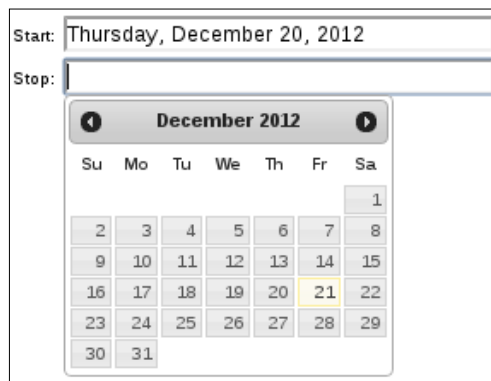 Start: Thursday, December 20, 2012
Stop:
December 2012
Su Mo Tu We Th Fr Sa
1
2 3 4 5 6 7 8
9 10 11 12 13 14 15
16 17 18 19 20 21 22
23 24 25 26 27 28 29
30 31